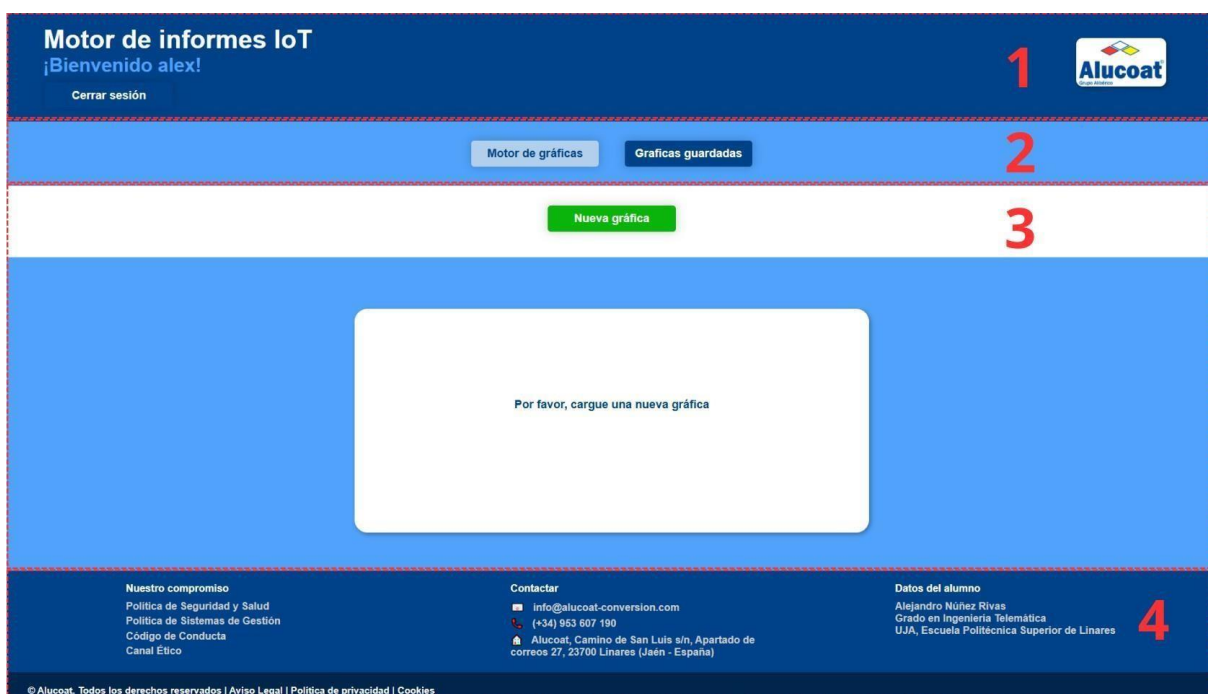 Motor de informes IoT
¡Bienvenido alex!
Cerrar sesión
1
Alucoat
2
Motor de gráficas
Graficas guardadas
3
Nueva gráfica
Por favor, cargue una nueva gráfica
Nuestro compromiso
Política de Seguridad y Salud
Política de Sistemas de Gestión
Código de Conducta
Canal Ético
Contactar
info@alucoat-conversion.com
(+34) 953 607 190
Alucoat, Camino de San Luis s/n, Apartado de
correos 27, 23700 Linares (Jaén - España)
Datos del alumno
Alejandro Núñez Rivas
Grado en Ingeniería Telemática
UJA, Escuela Politécnica Superior de Linares
4
© Alucoat. Todos los derechos reservados | Aviso Legal | Política de privacidad | Cookies